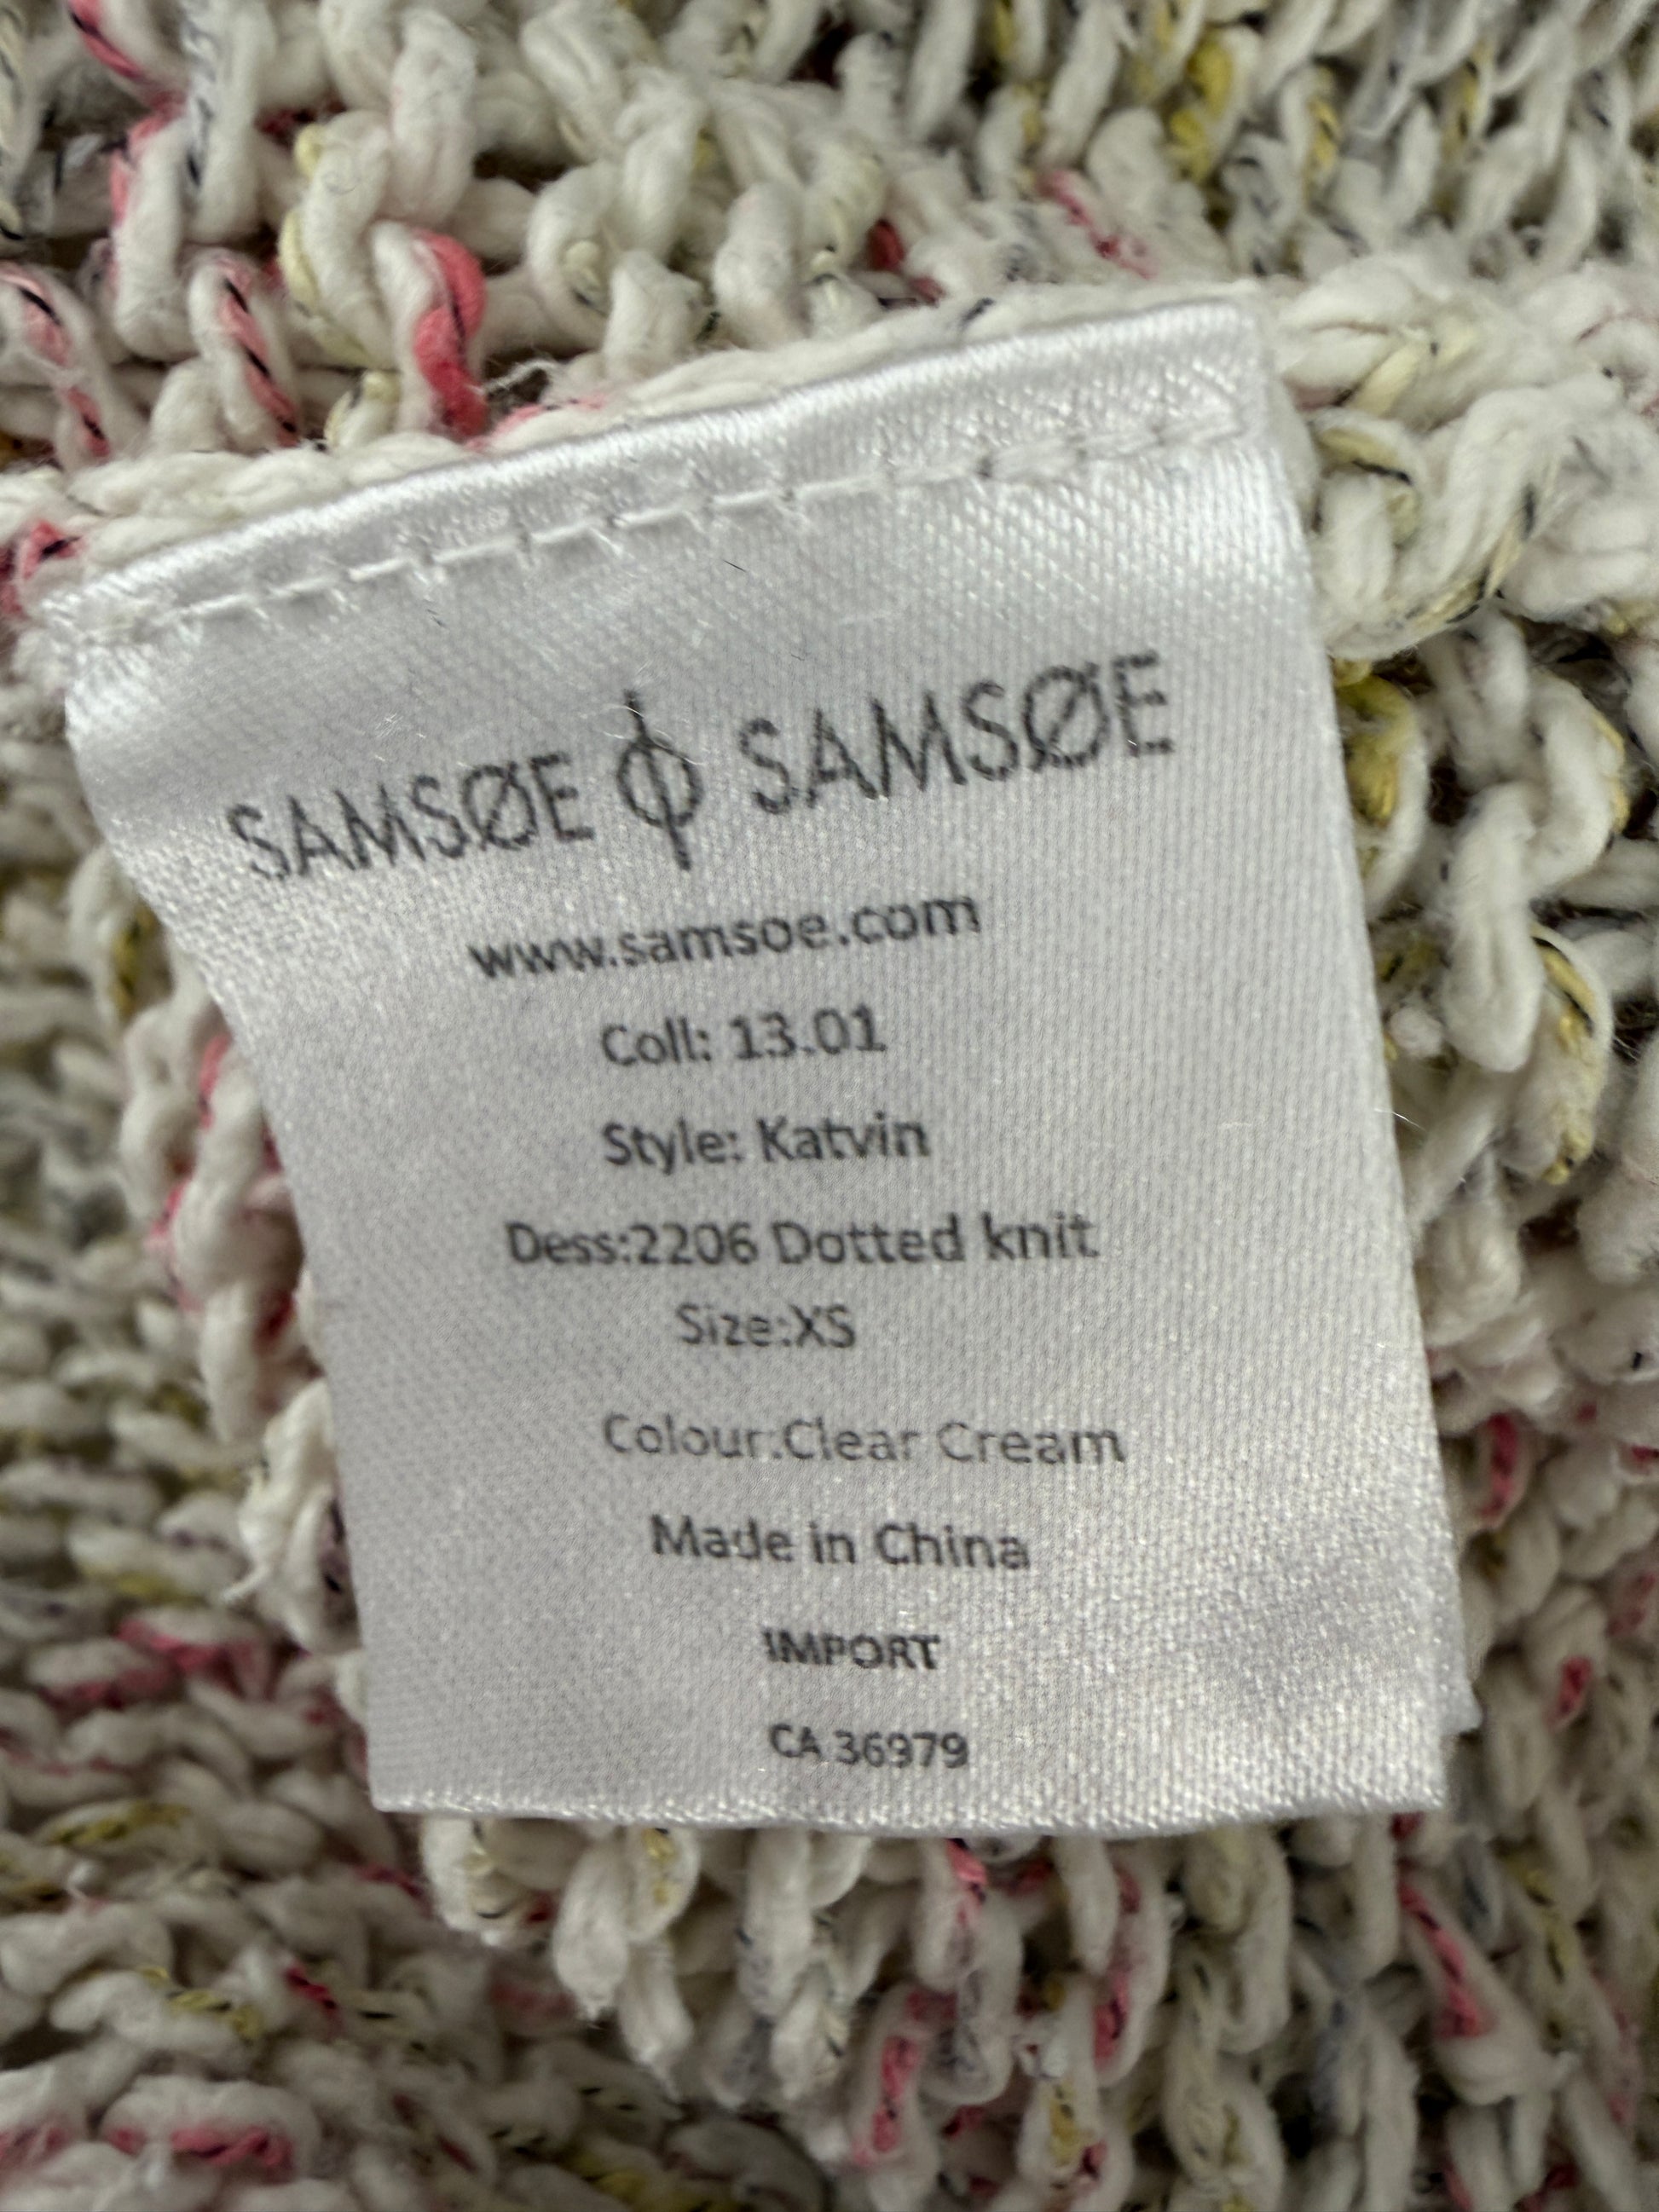 SAMSØE SAMSØE
www.samsoe.com
Coll: 13.01
Style: Katvin
Dess:2206 Dotted knit
Size:XS
Colour:Clear Cream
Made in China
IMPORT
CA 36979